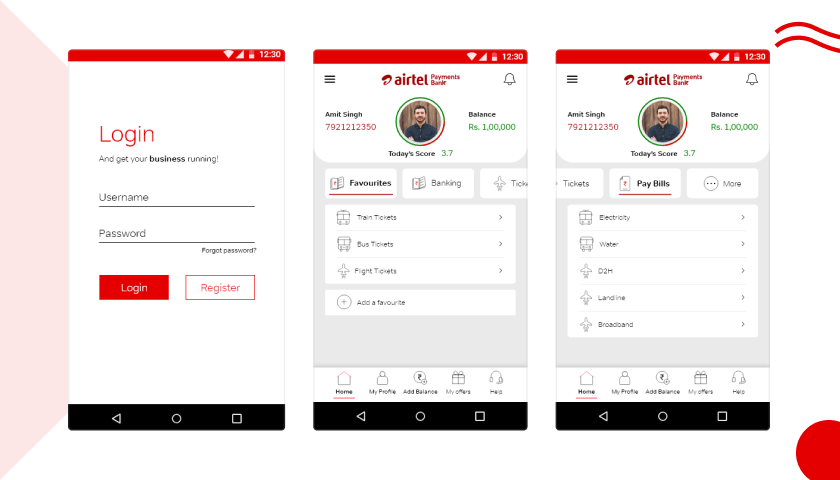 12:30
Login
And get your business running!
Username
Password
Forgot password?
Login
Register
12:30
airtel Payments Bank
Amit Singh
7921212350
Balance
Rs. 1,00,000
Today's Score 3.7
Favourites
Banking
Ticke
Train Tickets
Bus Tickets
Flight Tickets
Add a favourite
Home
My Profile
Add Balance
My offers
Help
12:30
airtel Payments Bank
Amit Singh
7921212350
Balance
Rs. 1,00,000
Today's Score 3.7
Tickets
Pay Bills
More
Electricity
Water
D2H
Landline
Broadband
Home
My Profile
Add Balance
My offers
Help